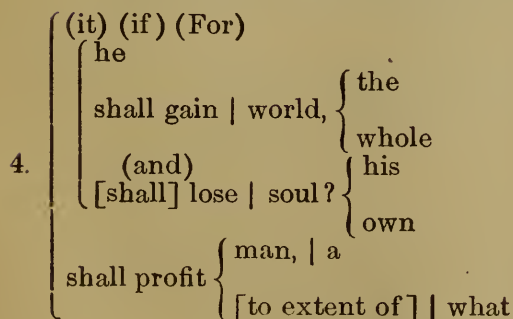 (it) (if) (For)
he
the
shall gain | world,
whole
4.
(and)
his
[shall] lose | soul?
own
man, | a
shall profit
[to extent of] | what